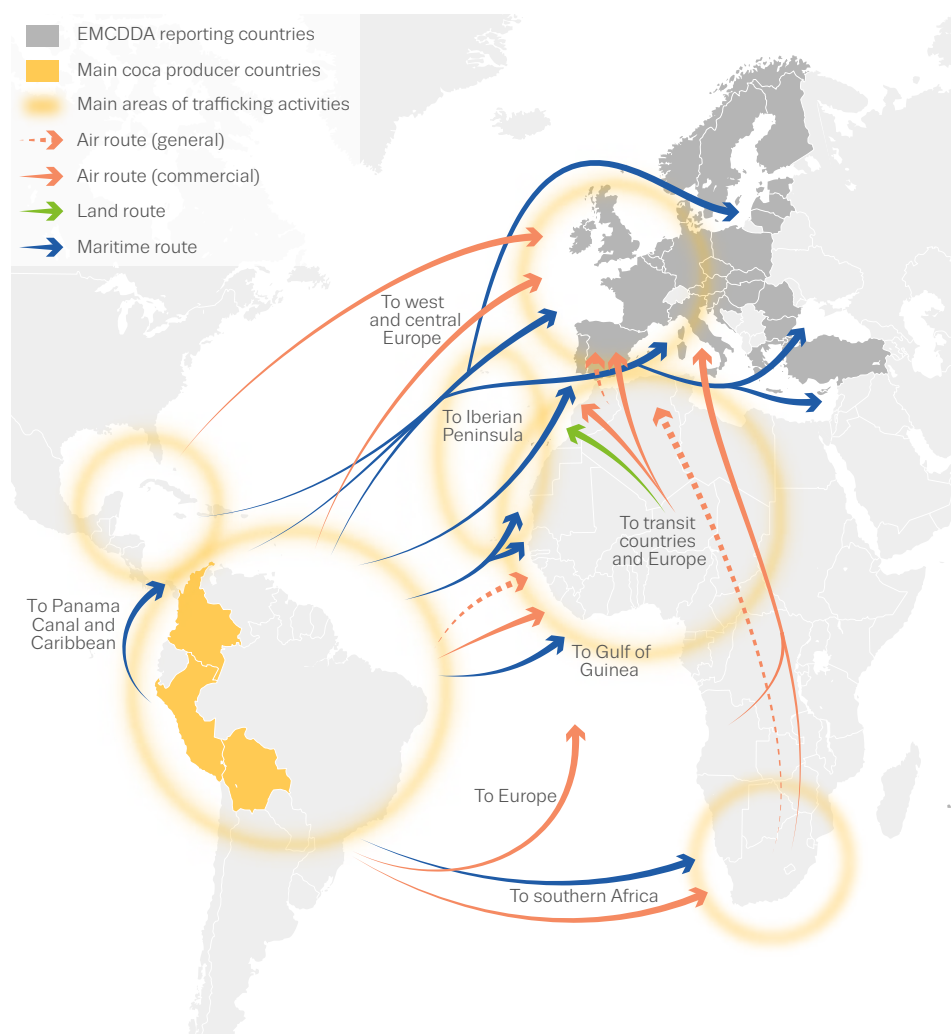 EMCDDA reporting countries
Main coca producer countries
Main areas of trafficking activities
Air route (general)
Air route (commercial)
Land route
Maritime route
To west
and central
Europe
To Iberian
Peninsula
To transit
countries
and Europe
To Panama
Canal and
Caribbean
To Gulf of
Guinea
To Europe
To southern Africa